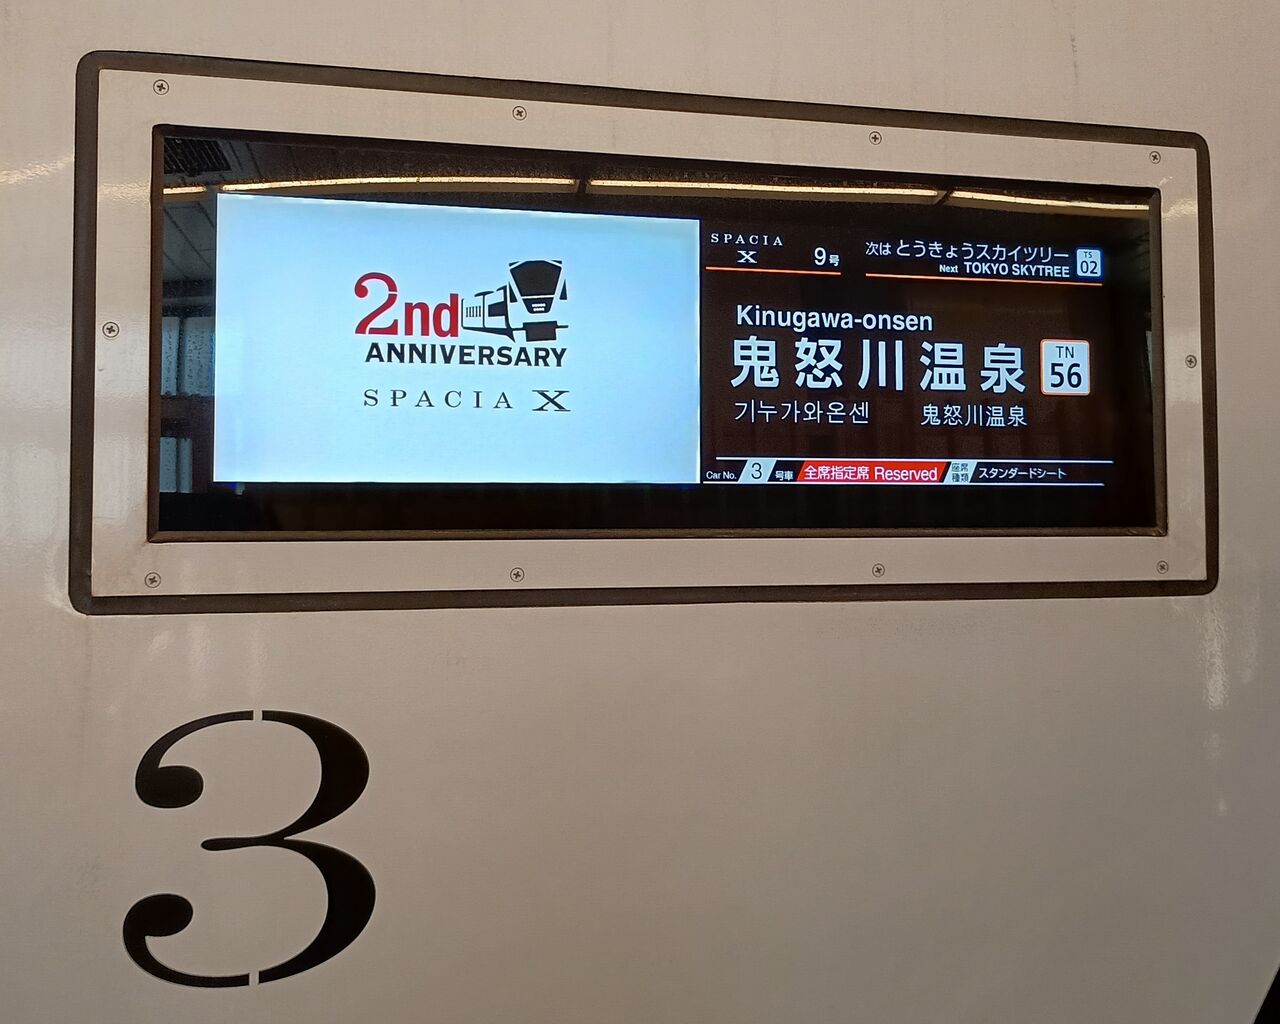 2nd
ANNIVERSARY
SPACIA X
SPACIA
X
9号
次は とうきょうスカイツリー
Next TOKYO SKYTREE
TS
02
Kinugawa-onsen
鬼怒川温泉
TN
56
기누가와온센 鬼怒川温泉
Car No. 3 号車 全席指定席 Reserved 座席種類 スタンダードシート
3